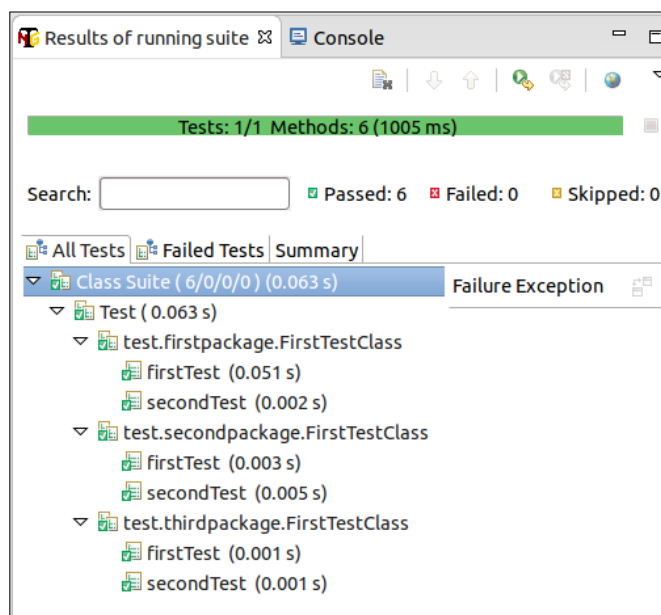 Results of running suite Console
Tests: 1/1 Methods: 6 (1005 ms)
Search: Passed: 6 Failed: 0 Skipped: 0
All Tests Failed Tests Summary
Class Suite ( 6/0/0/0 ) (0.063 s) Failure Exception
Test ( 0.063 s)
test.firstpackage.FirstTestClass
firstTest (0.051 s)
secondTest (0.002 s)
test.secondpackage.FirstTestClass
firstTest (0.003 s)
secondTest (0.005 s)
test.thirdpackage.FirstTestClass
firstTest (0.001 s)
secondTest (0.001 s)